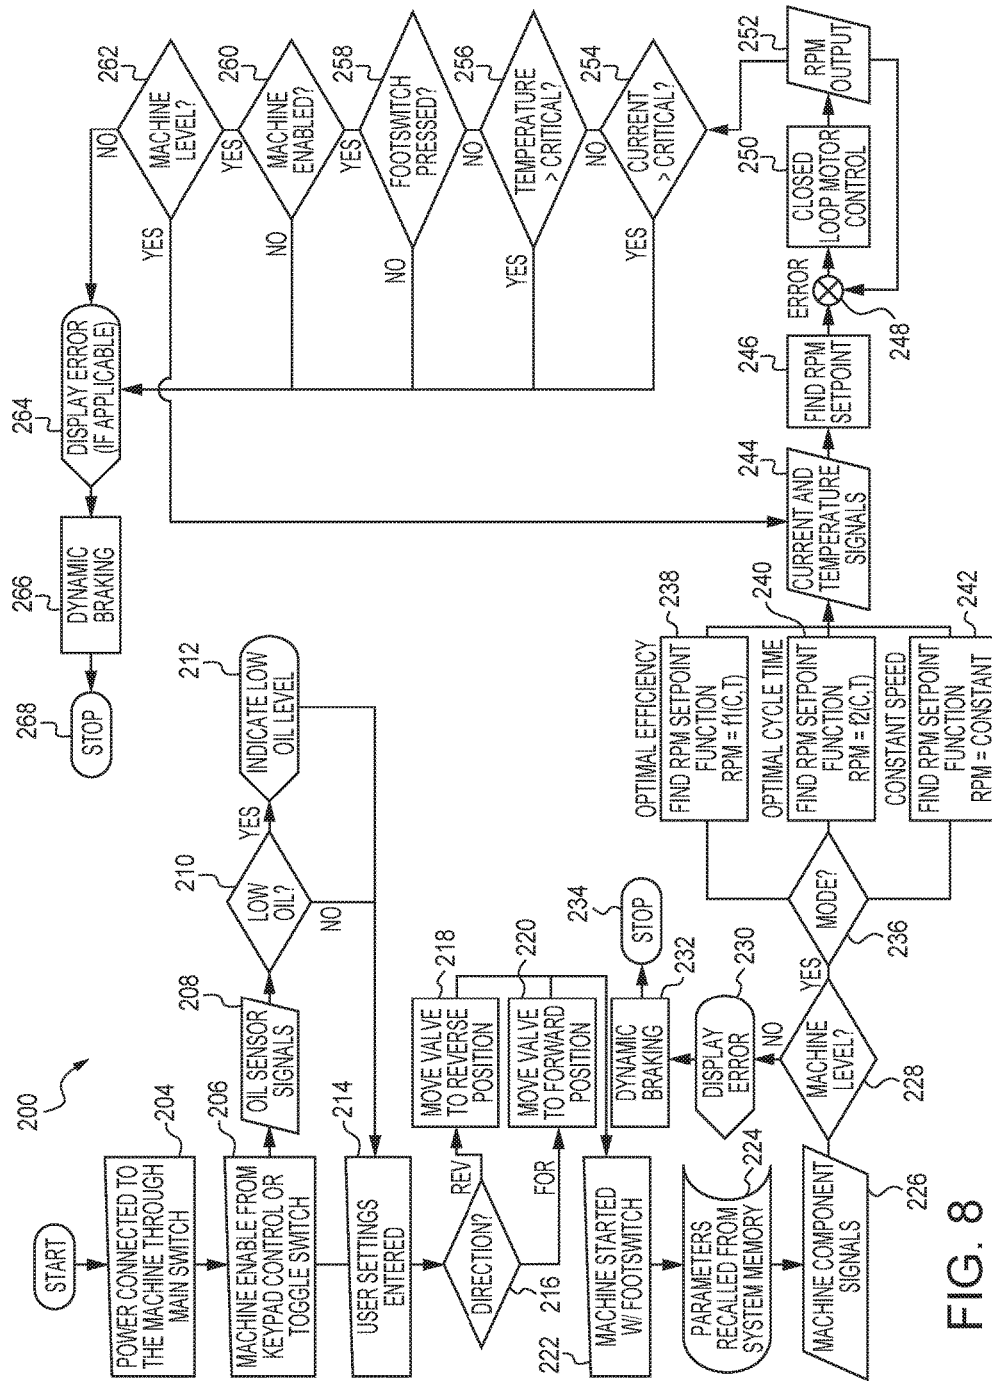 200
START
POWER CONNECTED TO
THE MACHINE THROUGH
MAIN SWITCH
204
MACHINE ENABLE FROM
KEYPAD CONTROL OR
TOGGLE SWITCH
206
OIL SENSOR
SIGNALS
208
LOW
OIL?
210
YES
NO
INDICATE LOW
OIL LEVEL
212
USER SETTINGS
ENTERED
214
DIRECTION?
216
REV
FOR
MOVE VALVE
TO REVERSE
POSITION
218
MOVE VALVE
TO FORWARD
POSITION
220
MACHINE STARTED
W/ FOOTSWITCH
222
PARAMETERS
RECALLED FROM
SYSTEM MEMORY
224
MACHINE COMPONENT
SIGNALS
226
MACHINE
LEVEL?
228
NO
YES
DISPLAY
ERROR
230
DYNAMIC
BRAKING
232
STOP
234
MODE?
236
OPTIMAL EFFICIENCY
FIND RPM SETPOINT
FUNCTION
RPM = f1(C,T)
238
OPTIMAL CYCLE TIME
FIND RPM SETPOINT
FUNCTION
RPM = f2(C,T)
240
CONSTANT SPEED
FIND RPM SETPOINT
FUNCTION
RPM = CONSTANT
242
CURRENT AND
TEMPERATURE
SIGNALS
244
FIND RPM
SETPOINT
246
ERROR
248
CLOSED
LOOP MOTOR
CONTROL
250
RPM
OUTPUT
252
CURRENT
> CRITICAL?
254
YES
NO
TEMPERATURE
> CRITICAL?
256
YES
NO
FOOTSWITCH
PRESSED?
258
NO
YES
MACHINE
ENABLED?
260
NO
YES
MACHINE
LEVEL?
262
YES
NO
DISPLAY ERROR
(IF APPLICABLE)
264
DYNAMIC
BRAKING
266
STOP
268
FIG. 8